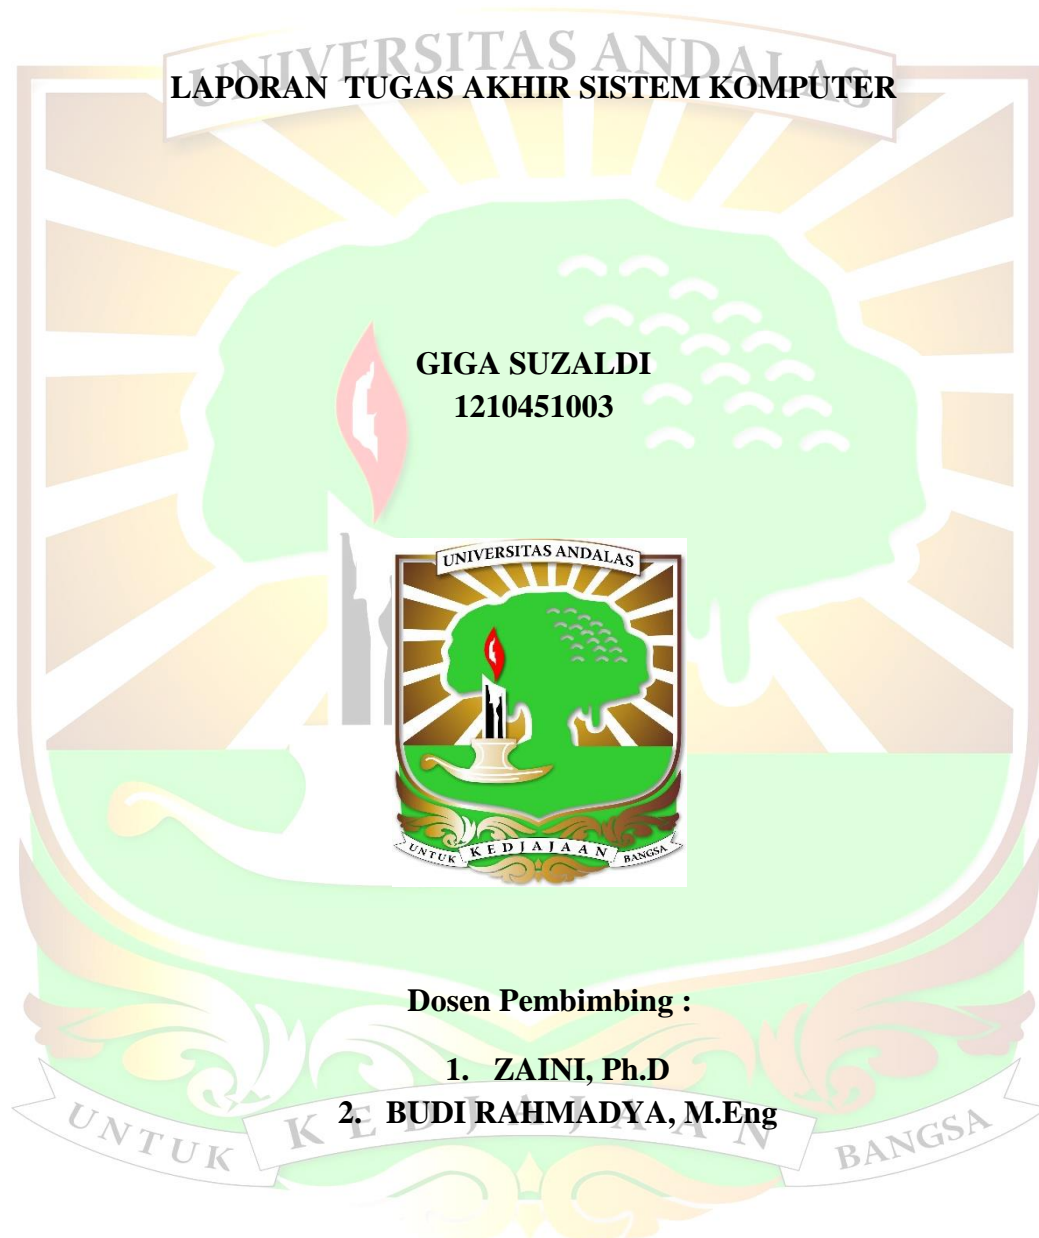 UNIVERSITAS ANDALAS
LAPORAN TUGAS AKHIR SISTEM KOMPUTER
GIGA SUZALDI
1210451003
UNIVERSITAS ANDALAS
UNTUK KEDJAJAAN BANGSA
Dosen Pembimbing :
1. ZAINI, Ph.D
2. BUDI RAHMADYA, M.Eng
UNTUK KEDJAJAAN BANGSA